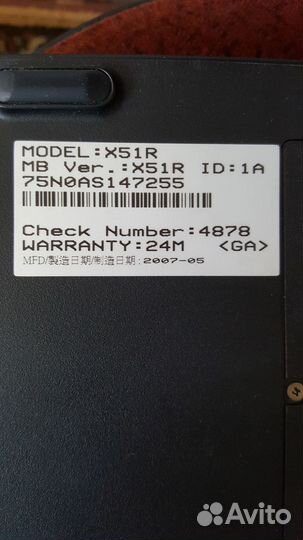 MODEL:X51R
MB Ver.:X51R ID:1A
75N0AS147255
Check Number:4878
WARRANTY:24M <GA>
MFD/製造日期/制造日期:2007-05
Avito